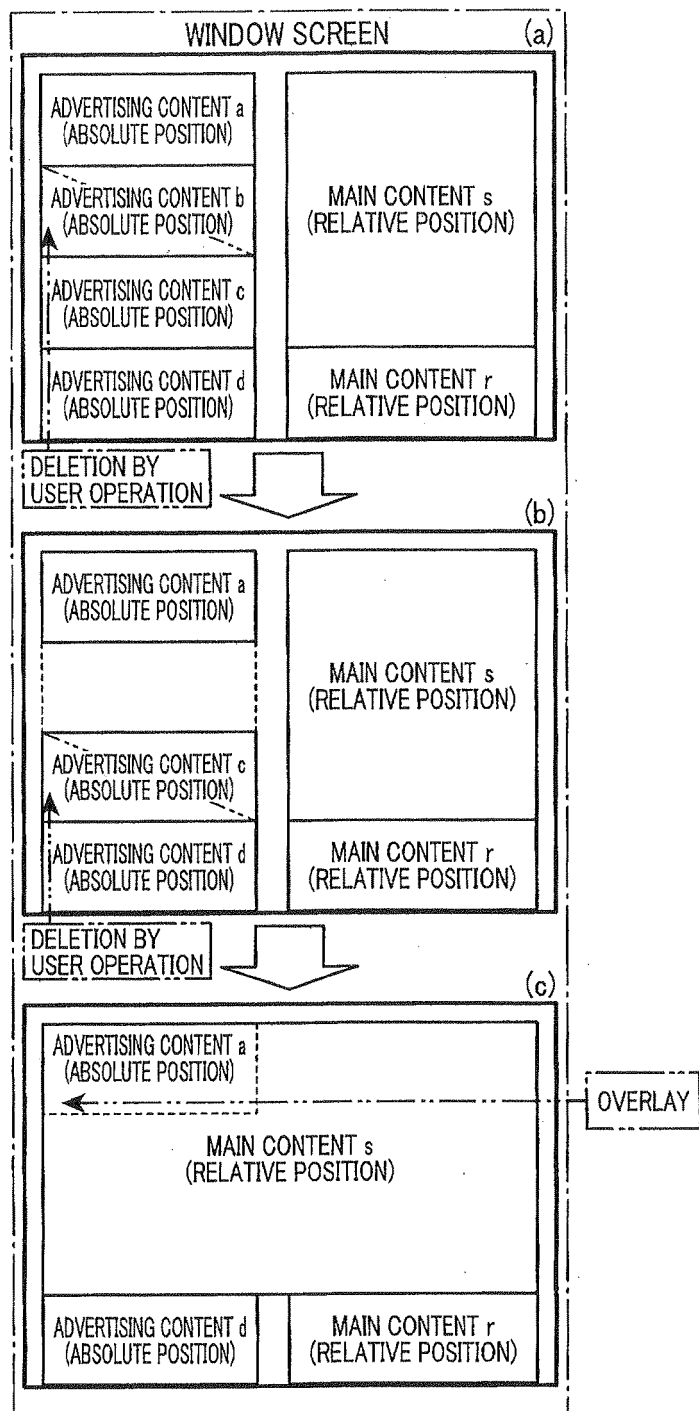 WINDOW SCREEN
(a)
ADVERTISING CONTENT a
(ABSOLUTE POSITION)
ADVERTISING CONTENT b
(ABSOLUTE POSITION)
ADVERTISING CONTENT c
(ABSOLUTE POSITION)
ADVERTISING CONTENT d
(ABSOLUTE POSITION)
MAIN CONTENT s
(RELATIVE POSITION)
MAIN CONTENT r
(RELATIVE POSITION)
DELETION BY
USER OPERATION
(b)
ADVERTISING CONTENT a
(ABSOLUTE POSITION)
ADVERTISING CONTENT c
(ABSOLUTE POSITION)
ADVERTISING CONTENT d
(ABSOLUTE POSITION)
MAIN CONTENT s
(RELATIVE POSITION)
MAIN CONTENT r
(RELATIVE POSITION)
DELETION BY
USER OPERATION
(c)
ADVERTISING CONTENT a
(ABSOLUTE POSITION)
OVERLAY
MAIN CONTENT s
(RELATIVE POSITION)
ADVERTISING CONTENT d
(ABSOLUTE POSITION)
MAIN CONTENT r
(RELATIVE POSITION)